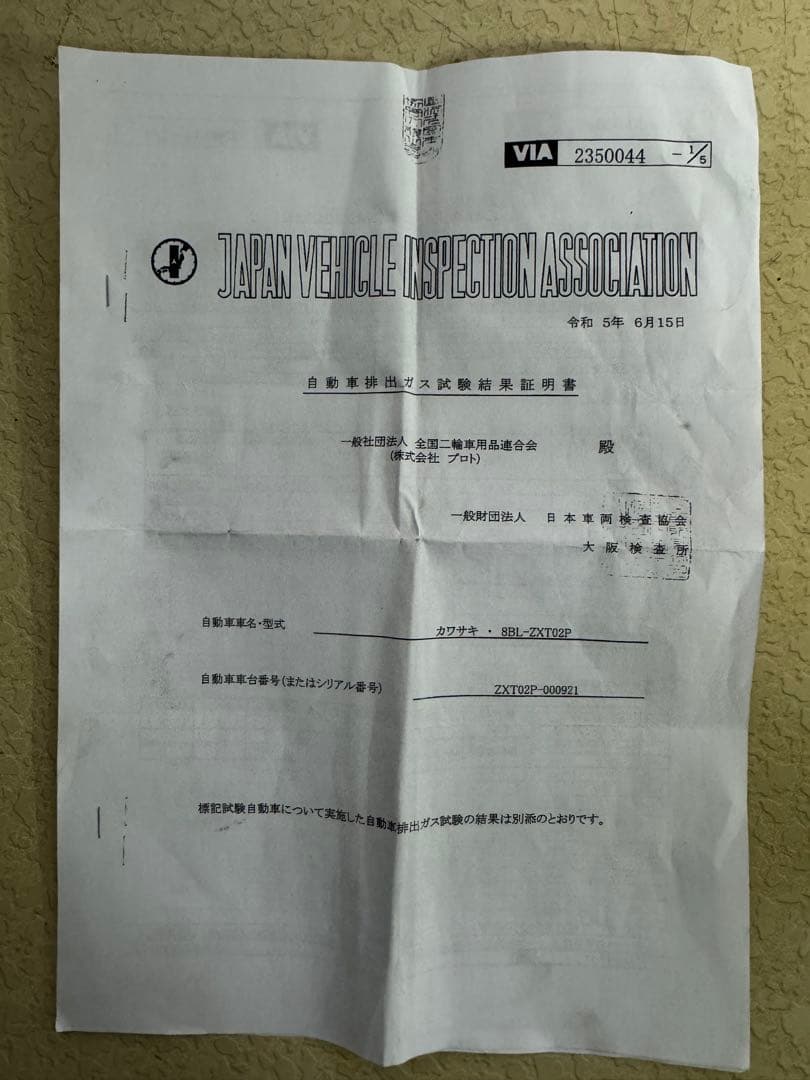 VIA 2350044 -1/5
JAPAN VEHICLE INSPECTION ASSOCIATION
令和 5年 6月15日
自動車排出ガス試験結果証明書
一般社団法人 全国二輪車用品連合会 殿
(株式会社 プロト)
一般財団法人 日本車両検査協会
大阪検査所
自動車車名・型式 カワサキ ・ 8BL-ZXT02P
自動車車台番号(またはシリアル番号) ZXT02P-000921
標記試験自動車について実施した自動車排出ガス試験の結果は別添のとおりです。